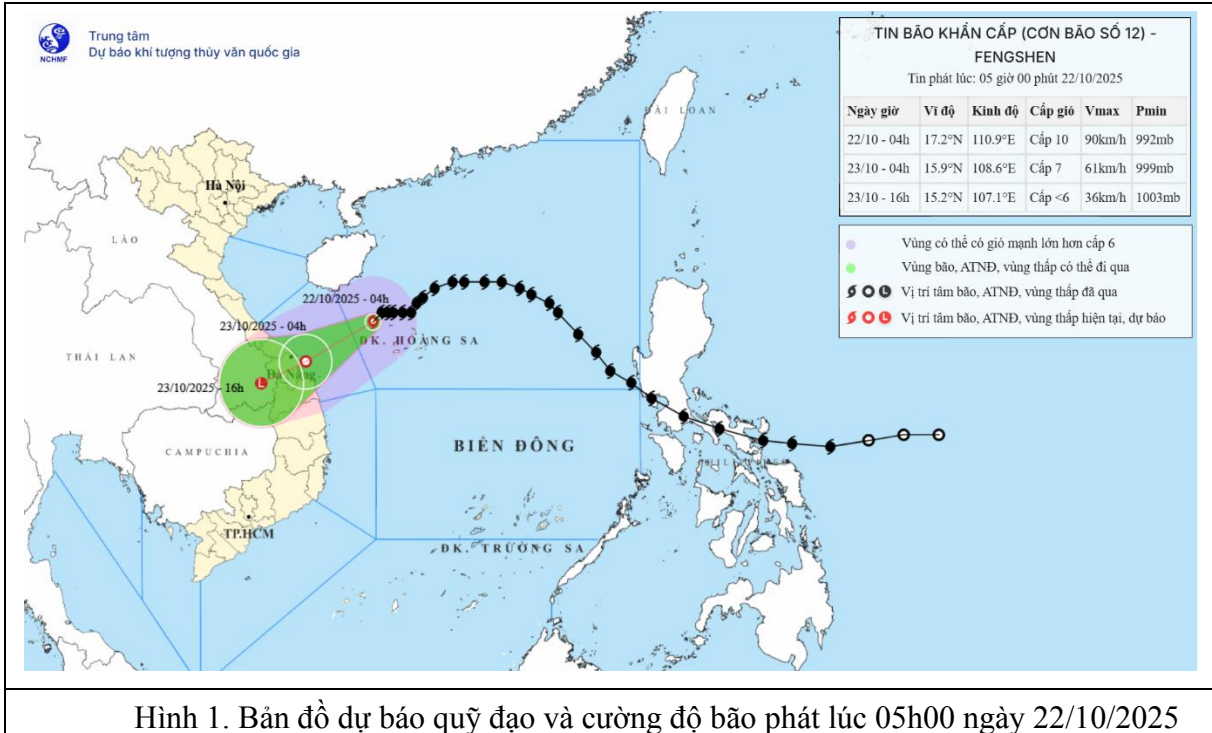 Trung tâm
Dự báo khí tượng thủy văn quốc gia
NCHMF
TIN BÃO KHẨN CẤP (CƠN BÃO SỐ 12) -
FENGSHEN
Tin phát lúc: 05 giờ 00 phút 22/10/2025
Ngày giờ Vĩ độ Kinh độ Cấp gió Vmax Pmin
22/10 - 04h 17.2°N 110.9°E Cấp 10 90km/h 992mb
23/10 - 04h 15.9°N 108.6°E Cấp 7 61km/h 999mb
23/10 - 16h 15.2°N 107.1°E Cấp <6 36km/h 1003mb
Vùng có thể có gió mạnh lớn hơn cấp 6
Vùng bão, ATNĐ, vùng thấp có thể đi qua
Vị trí tâm bão, ATNĐ, vùng thấp đã qua
Vị trí tâm bão, ATNĐ, vùng thấp hiện tại, dự báo
ĐÀI LOAN
Hà Nội
LÀO
22/10/2025 - 04h
23/10/2025 - 04h
ĐK. HOÀNG SA
THÁI LAN
Đà Nẵng
23/10/2025 - 16h
L
BIỂN ĐÔNG
CAMPUCHIA
PHILIPPINES
TP.HCM
ĐK. TRƯỜNG SA
Hình 1. Bản đồ dự báo quỹ đạo và cường độ bão phát lúc 05h00 ngày 22/10/2025